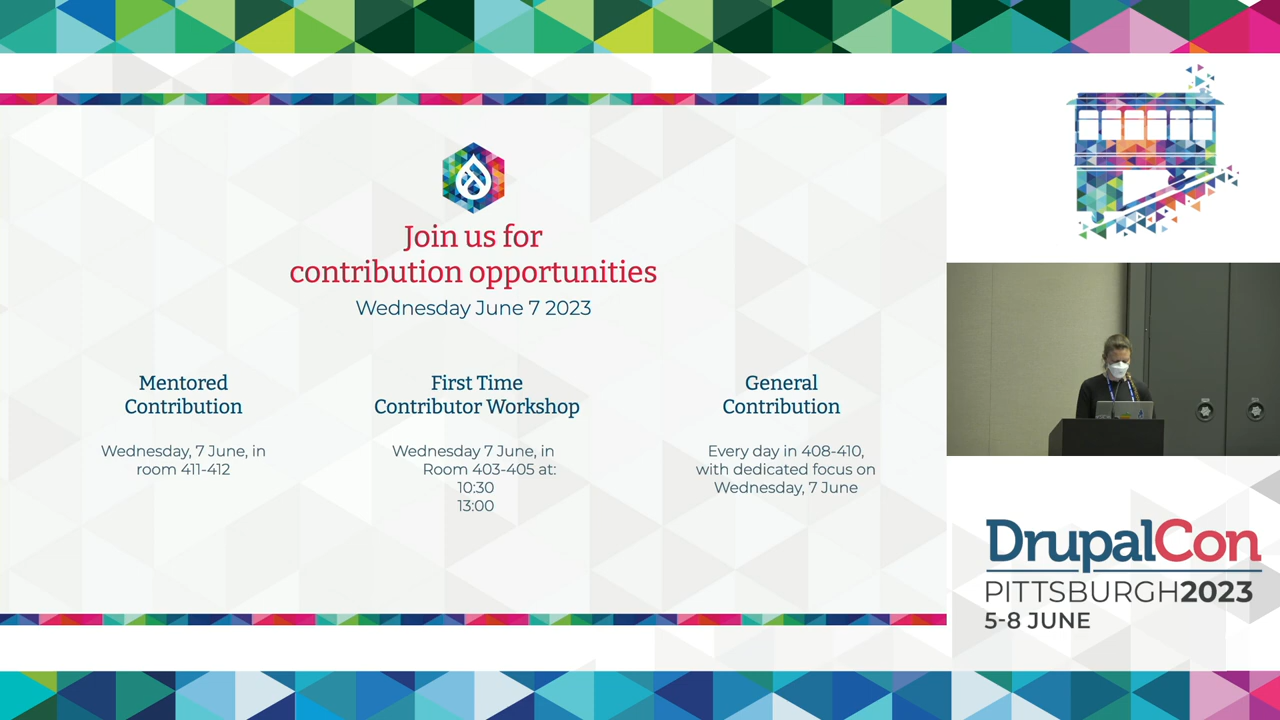 Join us for
contribution opportunities
Wednesday June 7 2023
Mentored
Contribution
Wednesday, 7 June, in
room 411-412
First Time
Contributor Workshop
Wednesday 7 June, in
Room 403-405 at:
10:30
13:00
General
Contribution
Every day in 408-410,
with dedicated focus on
Wednesday, 7 June
DrupalCon
PITTSBURGH2023
5-8 JUNE